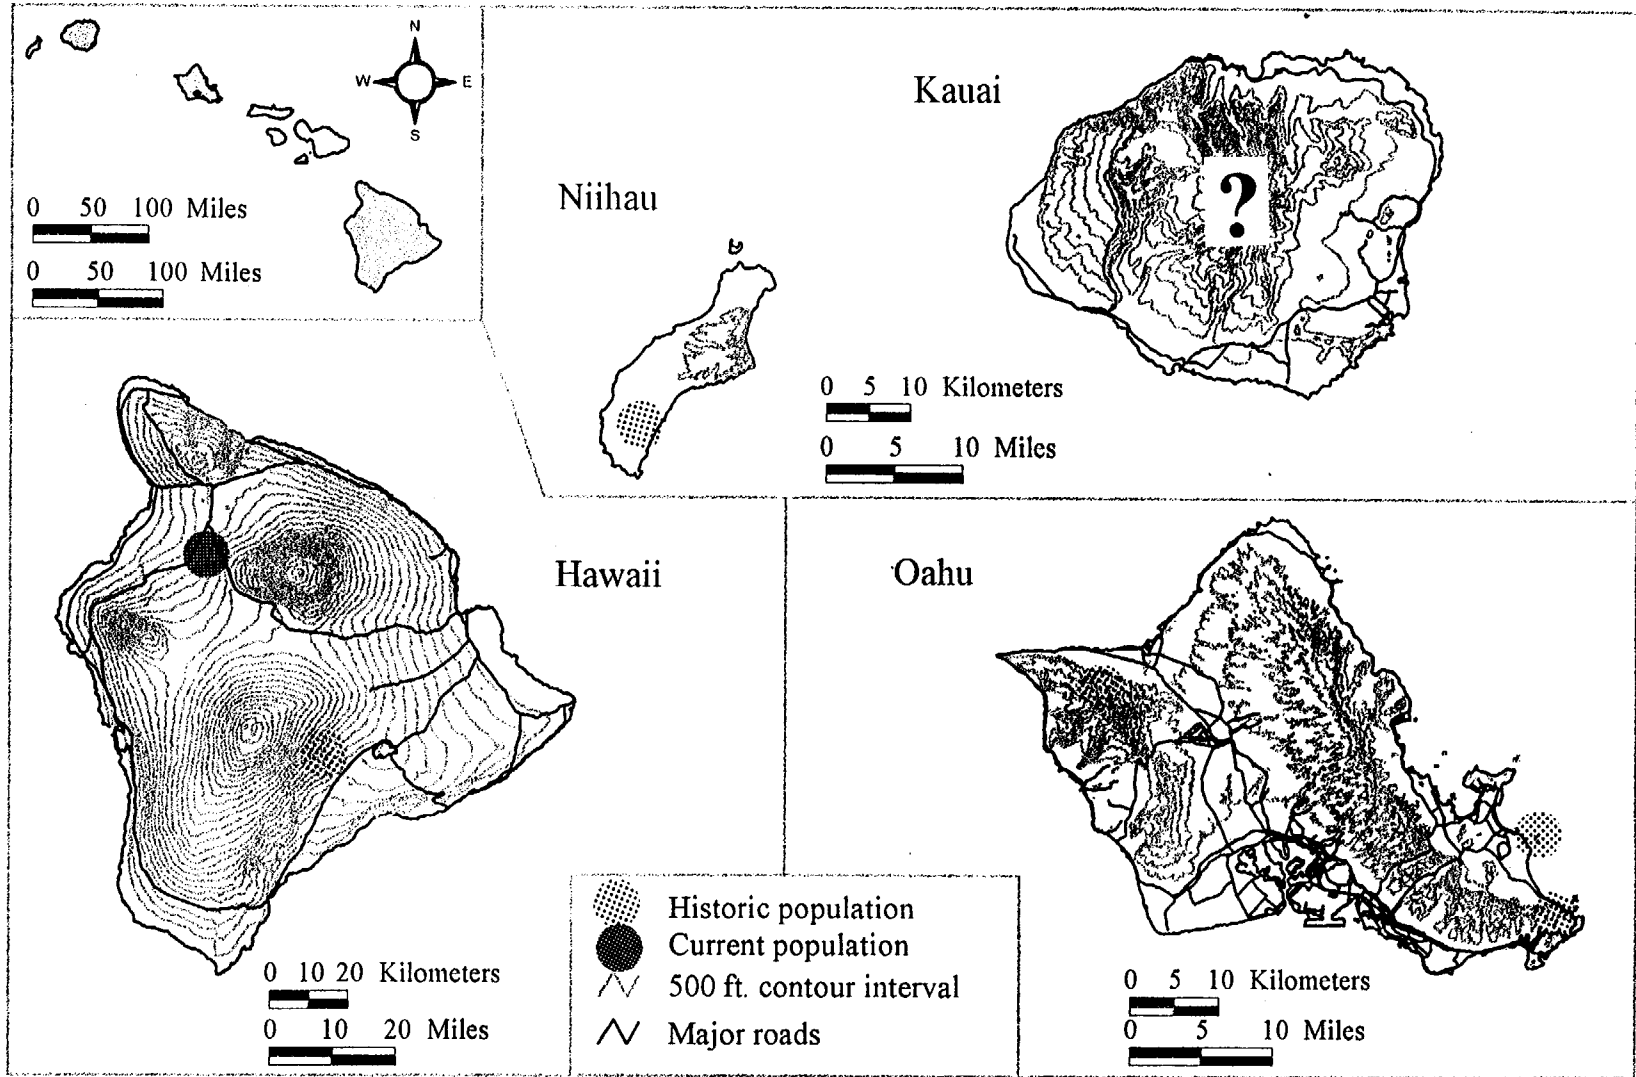 N
W E
S
0 50 100 Miles
0 50 100 Miles
Kauai
?
Niihau
0 5 10 Kilometers
0 5 10 Miles
Hawaii
Oahu
Historic population
Current population
500 ft. contour interval
Major roads
0 10 20 Kilometers
0 10 20 Miles
0 5 10 Kilometers
0 5 10 Miles